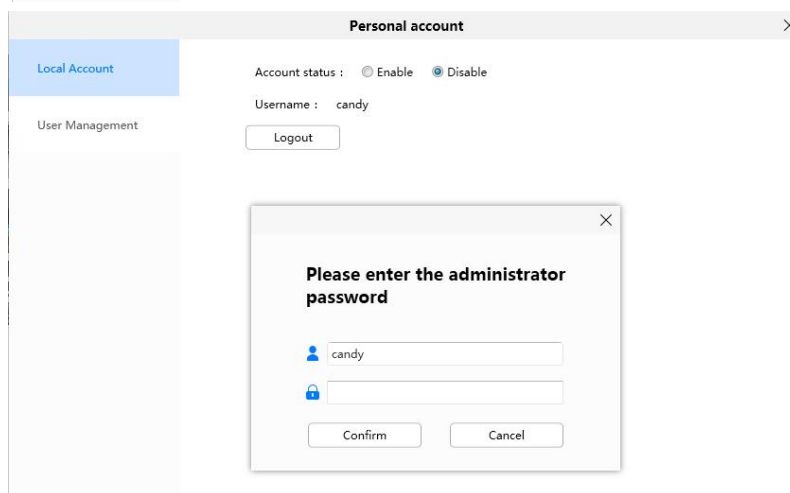 Personal account
Local Account
User Management
Account status : Enable Disable
Username : candy
Logout
Please enter the administrator
password
candy
Confirm Cancel